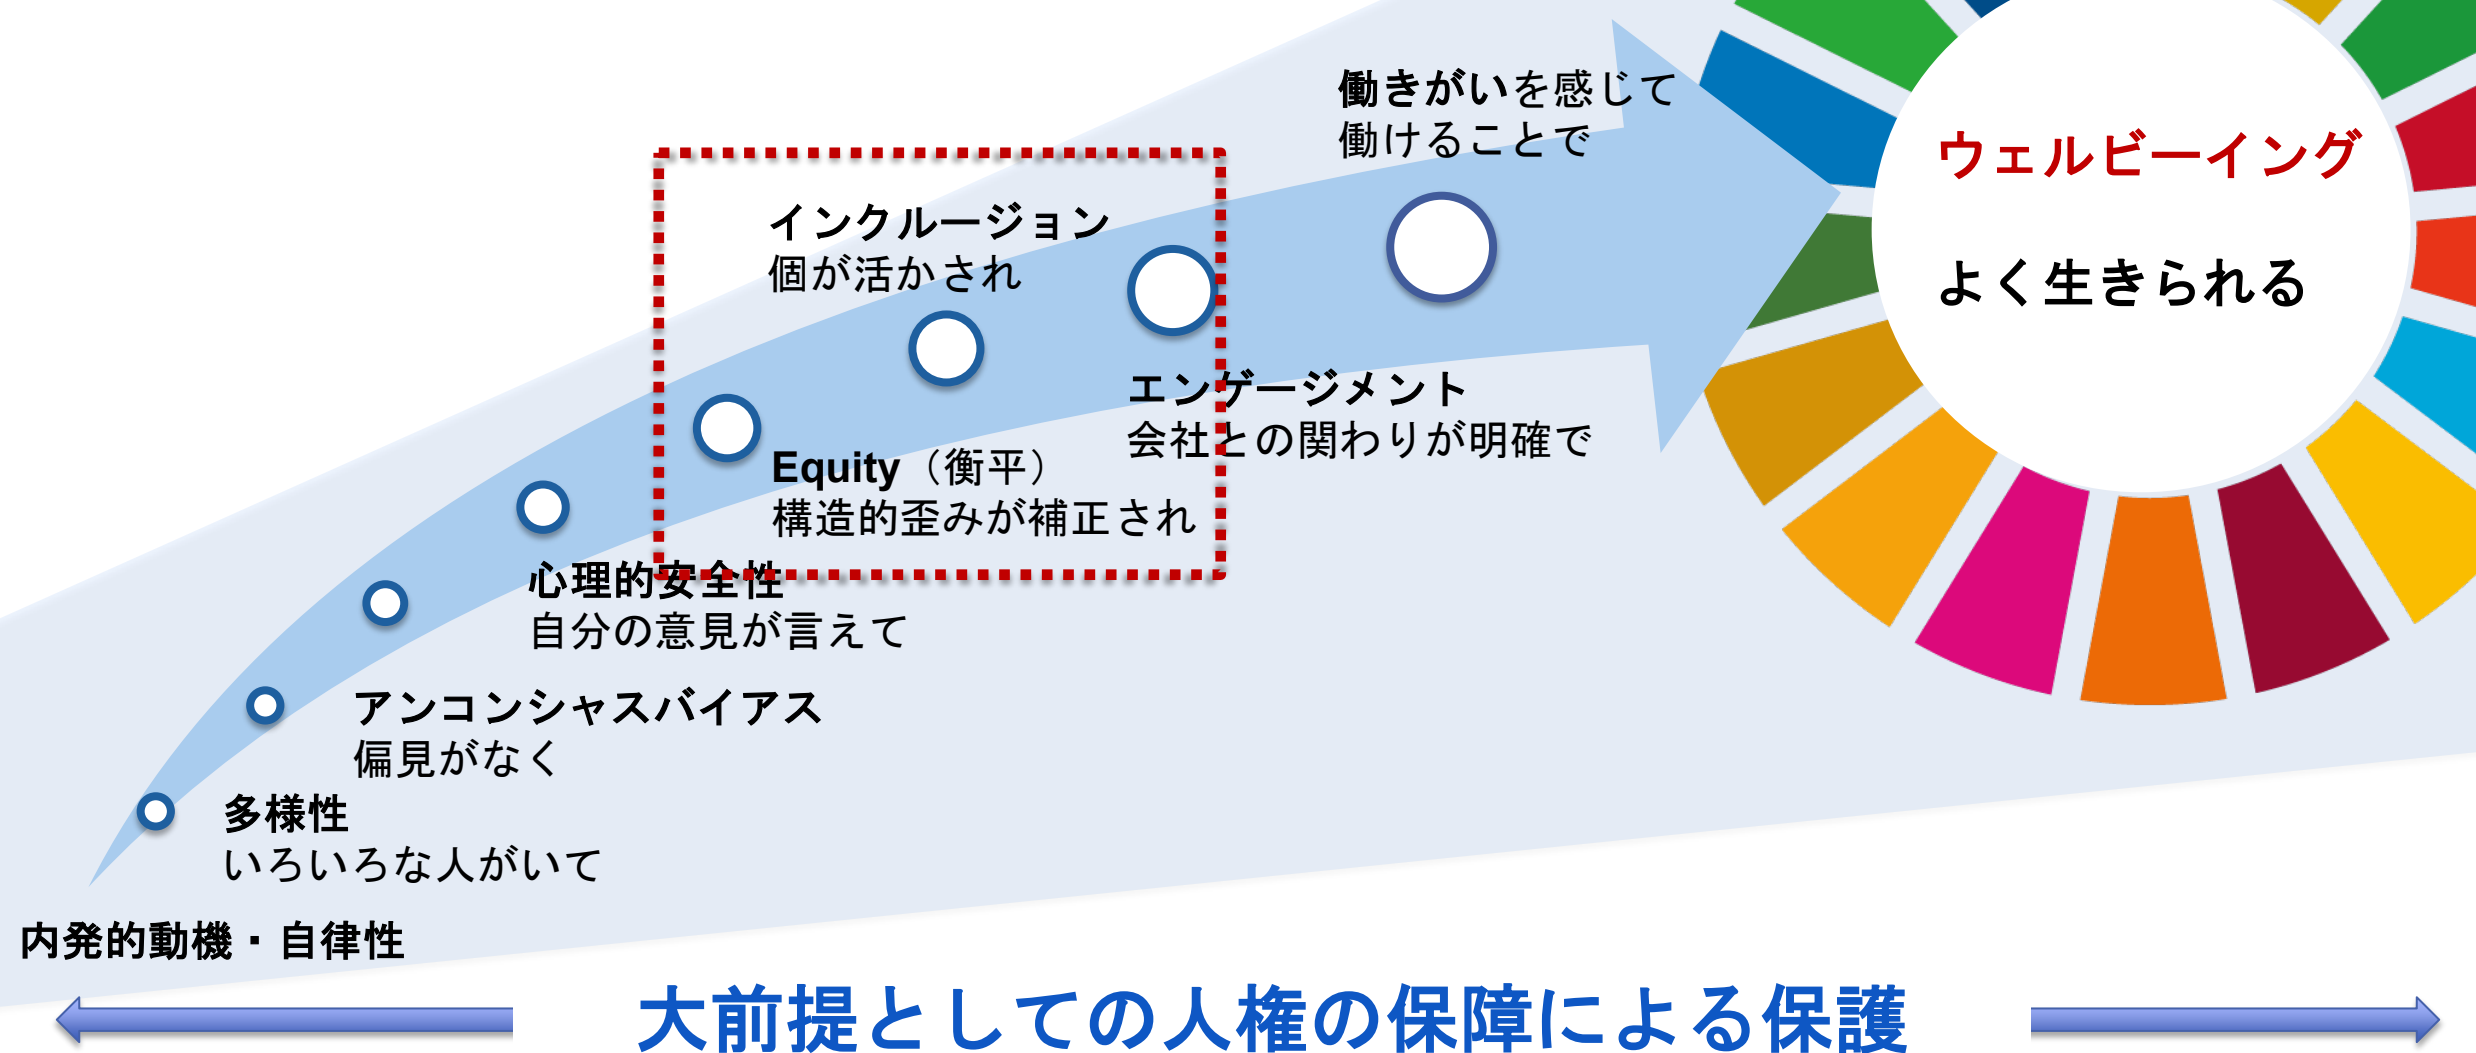 働きがいを感じて
働けることで
ウェルビーイング
よく生きられる
インクルージョン
個が活かされ
エンゲージメント
会社との関わりが明確で
Equity（衡平）
構造的歪みが補正され
心理的安全性
自分の意見が言えて
アンコンシャスバイアス
偏見がなく
多様性
いろいろな人がいて
内発的動機・自律性
大前提としての人権の保障による保護